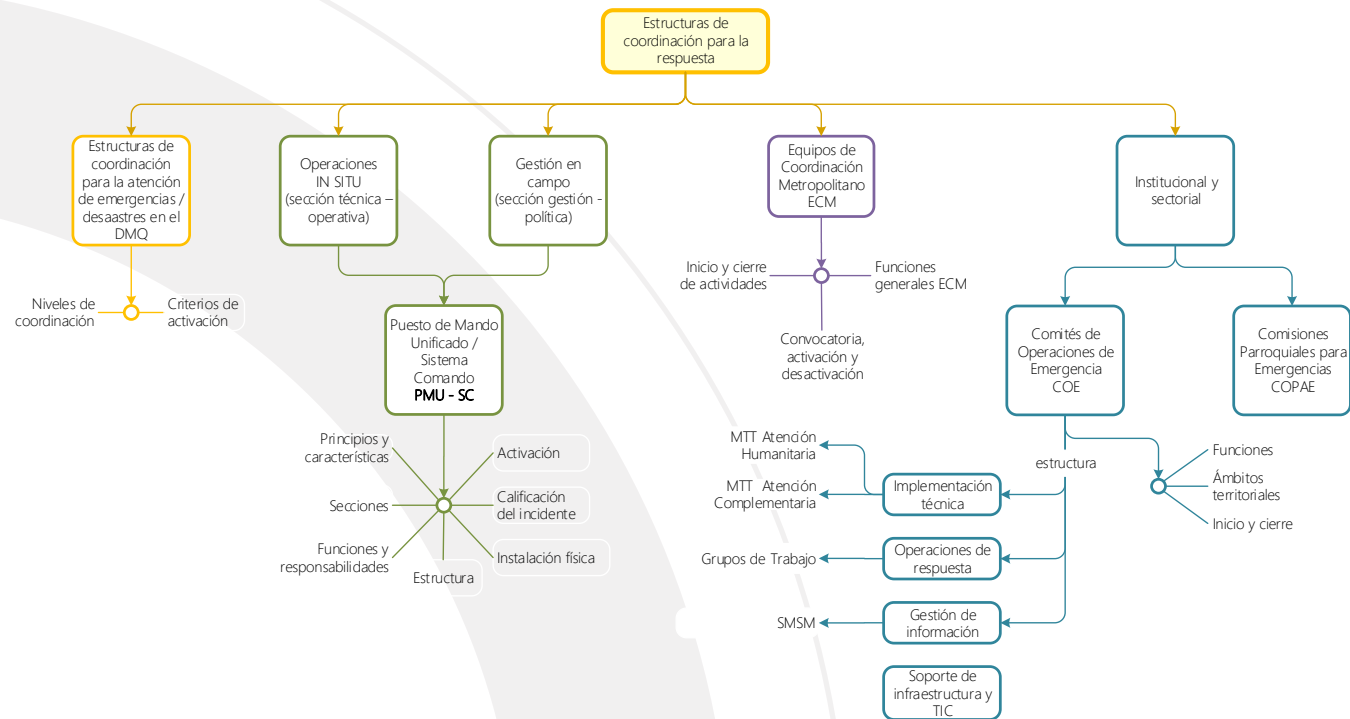 Estructuras de
coordinación para la
respuesta
Estructuras de
coordinación
para la atención
de emergencias /
desaastres en el
DMQ
Operaciones
IN SITU
(sección técnica –
operativa)
Gestión en
campo
(sección gestión -
política)
Equipos de
Coordinación
Metropolitano
ECM
Institucional y
sectorial
Niveles de
coordinación
Criterios de
activación
Puesto de Mando
Unificado /
Sistema
Comando
PMU - SC
Inicio y cierre
de actividades
Funciones
generales ECM
Convocatoria,
activación y
desactivación
Comités de
Operaciones de
Emergencia
COE
Comisiones
Parroquiales para
Emergencias
COPAE
Principios y
características
Secciones
Funciones y
responsabilidades
Estructura
Activación
Calificación
del incidente
Instalación física
MTT Atención
Humanitaria
MTT Atención
Complementaria
Grupos de Trabajo
SMSM
estructura
Implementación
técnica
Operaciones de
respuesta
Gestión de
información
Soporte de
infraestructura y
TIC
Funciones
Ámbitos
territoriales
Inicio y cierre